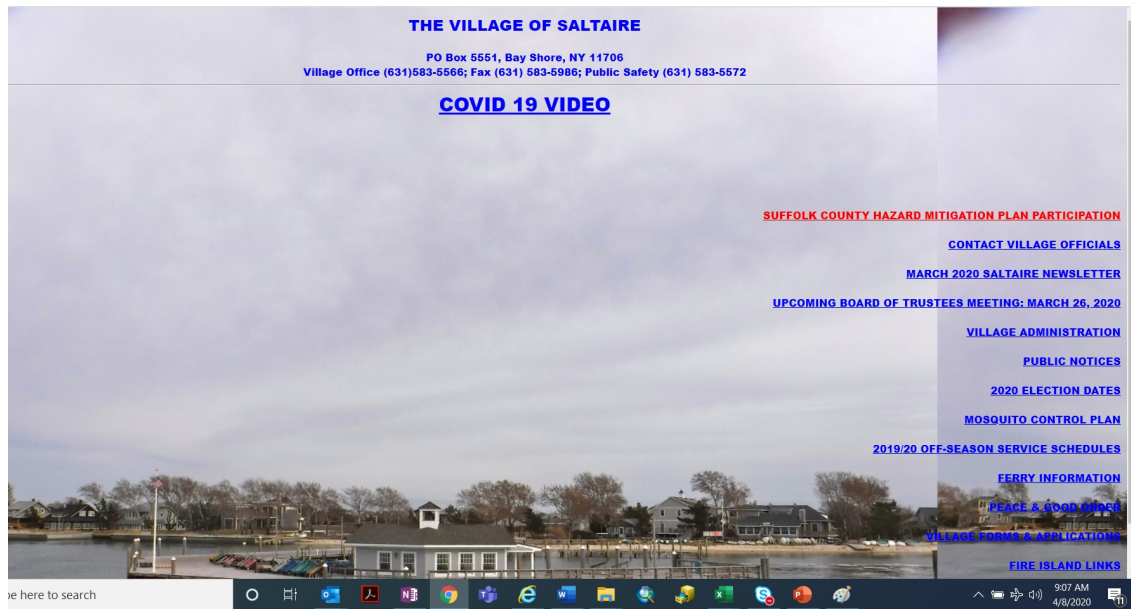 THE VILLAGE OF SALTAIRE
PO Box 5551, Bay Shore, NY 11706
Village Office (631)583-5566; Fax (631) 583-5986; Public Safety (631) 583-5572
COVID 19 VIDEO
SUFFOLK COUNTY HAZARD MITIGATION PLAN PARTICIPATION
CONTACT VILLAGE OFFICIALS
MARCH 2020 SALTAIRE NEWSLETTER
UPCOMING BOARD OF TRUSTEES MEETING: MARCH 26, 2020
VILLAGE ADMINISTRATION
PUBLIC NOTICES
2020 ELECTION DATES
MOSQUITO CONTROL PLAN
2019/20 OFF-SEASON SERVICE SCHEDULES
FERRY INFORMATION
PEACE & GOOD ORDER
VILLAGE FORMS & APPLICATIONS
FIRE ISLAND LINKS
pe here to search
9:07 AM
4/8/2020
11